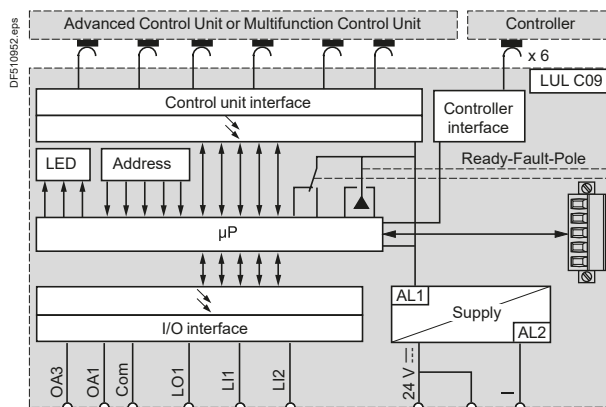 DF510952.eps
Advanced Control Unit or Multifunction Control Unit
Controller
x 6
LUL C09
Control unit interface
Controller
interface
LED
Address
Ready-Fault-Pole
µP
AL1
Supply
AL2
I/O interface
OA3
OA1
Com
LO1
LI1
LI2
24 V